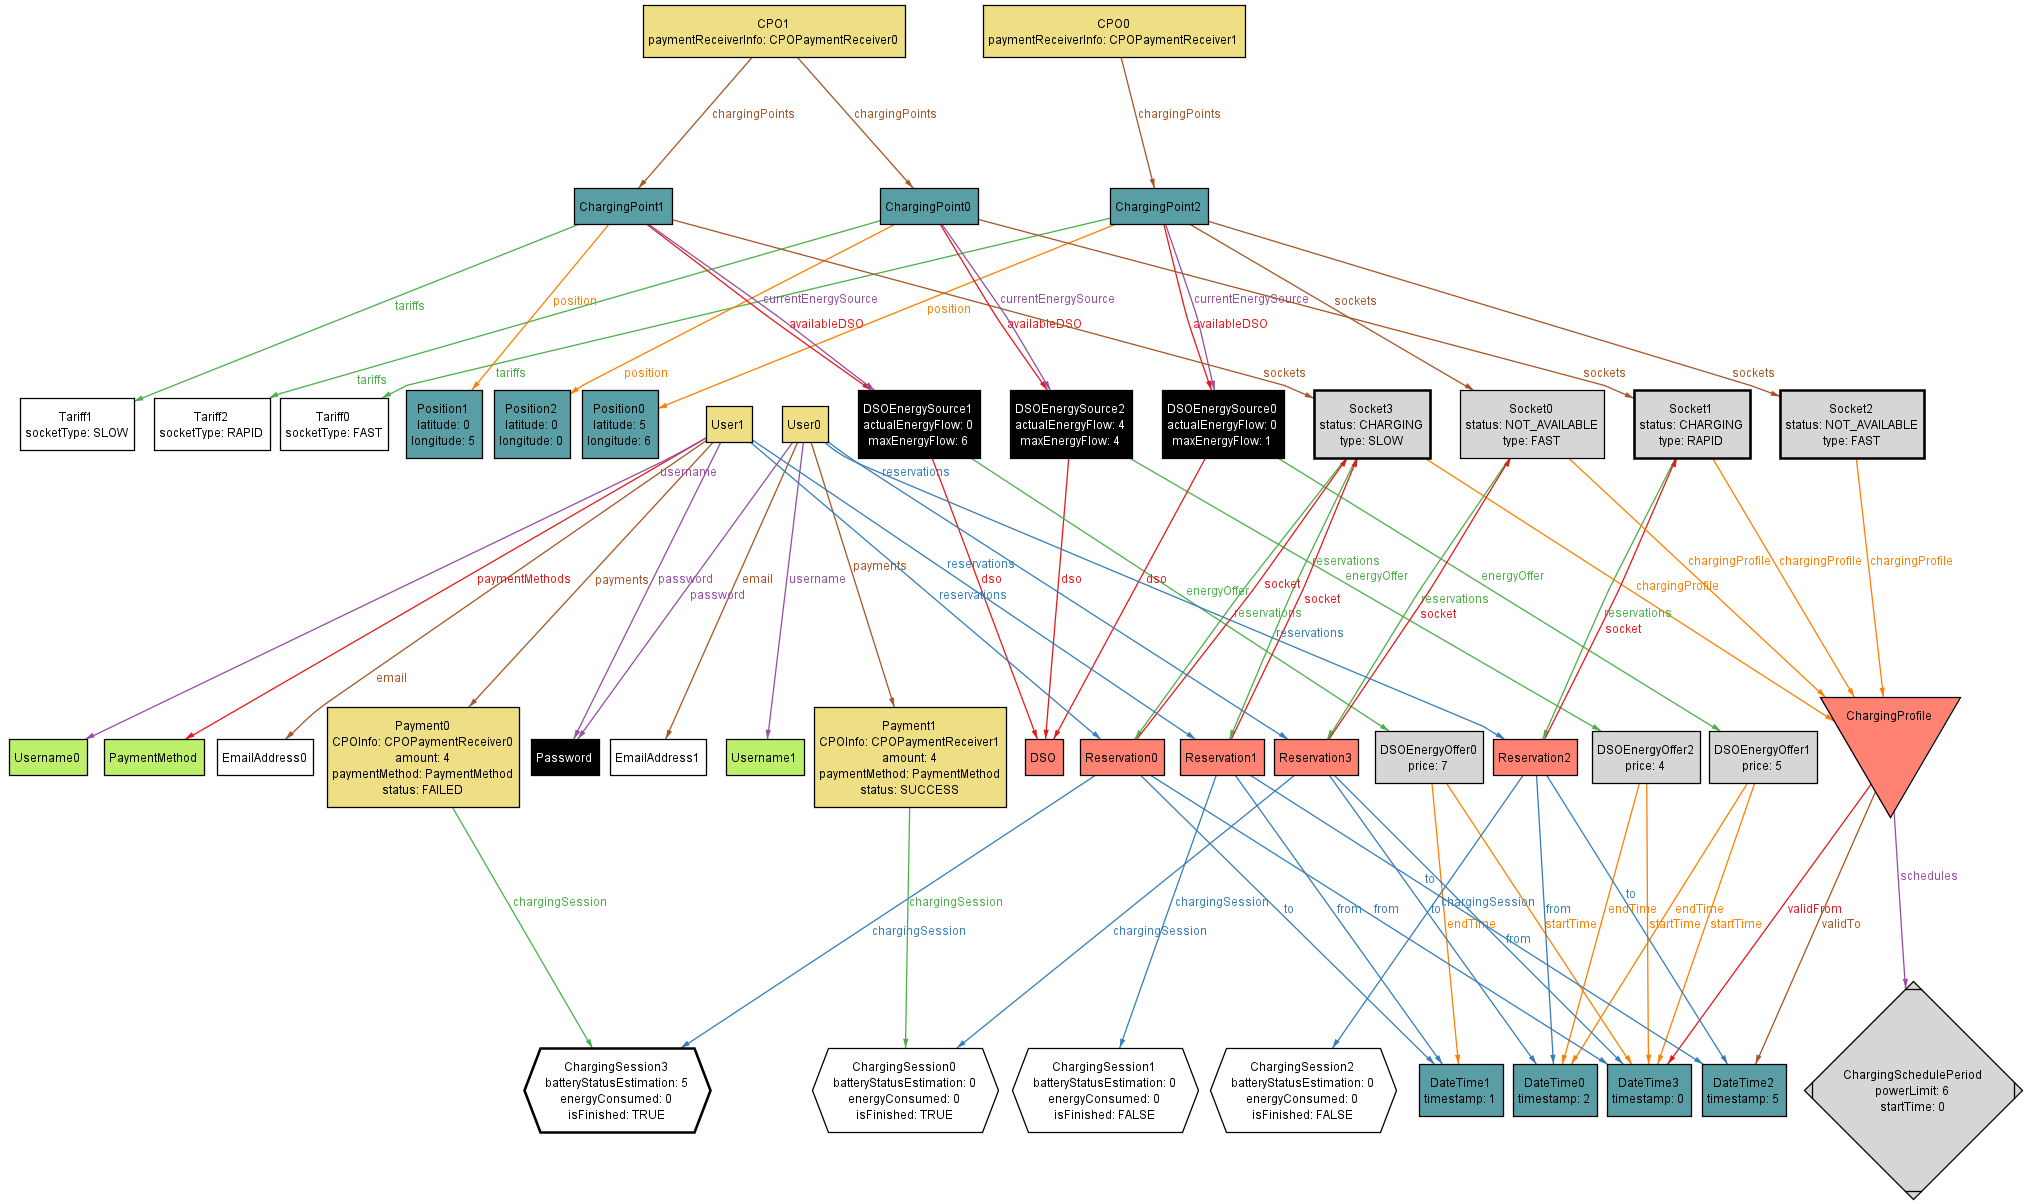 CPO1
paymentReceiverInfo: CPOPaymentReceiver0
CPO0
paymentReceiverInfo: CPOPaymentReceiver1
chargingPoints
chargingPoints
chargingPoints
ChargingPoint1
ChargingPoint0
ChargingPoint2
tariffs
position
currentEnergySource
currentEnergySource
currentEnergySource
sockets
position
availableDSO
availableDSO
availableDSO
tariffs
tariffs
position
sockets
sockets
sockets
Tariff1
socketType: SLOW
Tariff2
socketType: RAPID
Tariff0
socketType: FAST
Position1
latitude: 0
longitude: 5
Position2
latitude: 0
longitude: 0
Position0
latitude: 5
longitude: 6
User1
User0
DSOEnergySource1
actualEnergyFlow: 0
maxEnergyFlow: 6
DSOEnergySource2
actualEnergyFlow: 4
maxEnergyFlow: 4
DSOEnergySource0
actualEnergyFlow: 0
maxEnergyFlow: 1
Socket3
status: CHARGING
type: SLOW
Socket0
status: NOT_AVAILABLE
type: FAST
Socket1
status: CHARGING
type: RAPID
Socket2
status: NOT_AVAILABLE
type: FAST
username
reservations
paymentMethods
payments
password
email
username
payments
reservations
dso
dso
dso
reservations
energyOffer
energyOffer
chargingProfile
chargingProfile
chargingProfile
chargingProfile
password
reservations
energyOffer
socket
reservations
socket
reservations
socket
reservations
socket
reservations
email
Username0
PaymentMethod
EmailAddress0
Payment0
CPOInfo: CPOPaymentReceiver0
amount: 4
paymentMethod: PaymentMethod
status: FAILED
Password
EmailAddress1
Username1
Payment1
CPOInfo: CPOPaymentReceiver1
amount: 4
paymentMethod: PaymentMethod
status: SUCCESS
DSO
Reservation0
Reservation1
Reservation3
DSOEnergyOffer0
price: 7
Reservation2
DSOEnergyOffer2
price: 4
DSOEnergyOffer1
price: 5
ChargingProfile
chargingSession
chargingSession
chargingSession
chargingSession
chargingSession
chargingSession
to
from
from
to
to
endTime
from
startTime
from
to
endTime
startTime
endTime
startTime
validFrom
validTo
schedules
ChargingSession3
batteryStatusEstimation: 5
energyConsumed: 0
isFinished: TRUE
ChargingSession0
batteryStatusEstimation: 0
energyConsumed: 0
isFinished: TRUE
ChargingSession1
batteryStatusEstimation: 0
energyConsumed: 0
isFinished: FALSE
ChargingSession2
batteryStatusEstimation: 0
energyConsumed: 0
isFinished: FALSE
DateTime1
timestamp: 1
DateTime0
timestamp: 2
DateTime3
timestamp: 0
DateTime2
timestamp: 5
ChargingSchedulePeriod
powerLimit: 6
startTime: 0